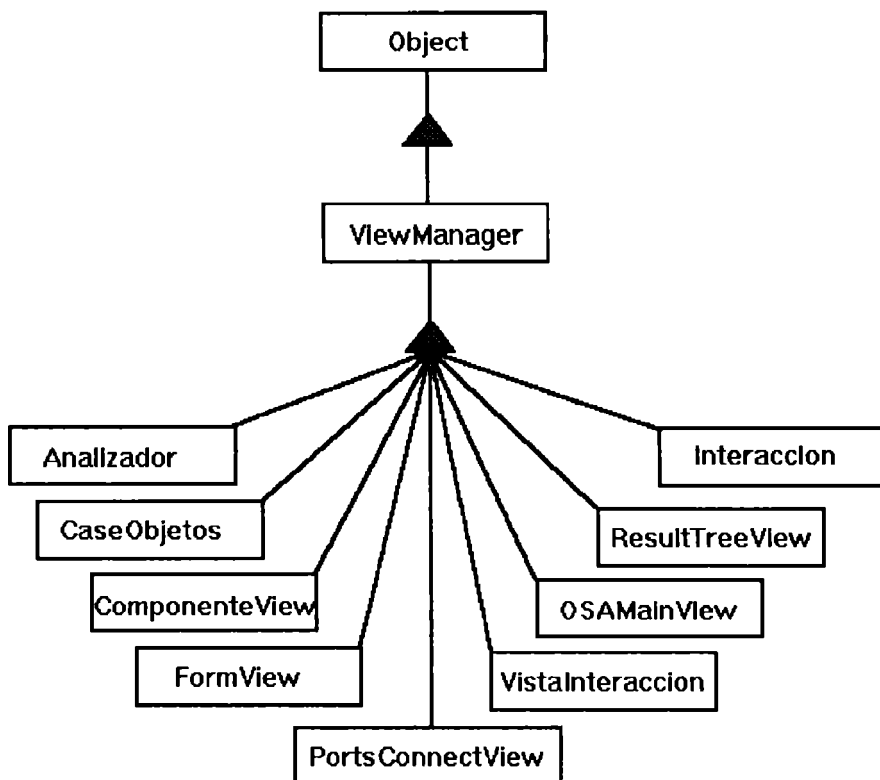 Object
ViewManager
Analizador
Interaccion
CaseObjetos
ResultTreeView
ComponenteView
OSAMainView
FormView
VistaInteraccion
PortsConnectView